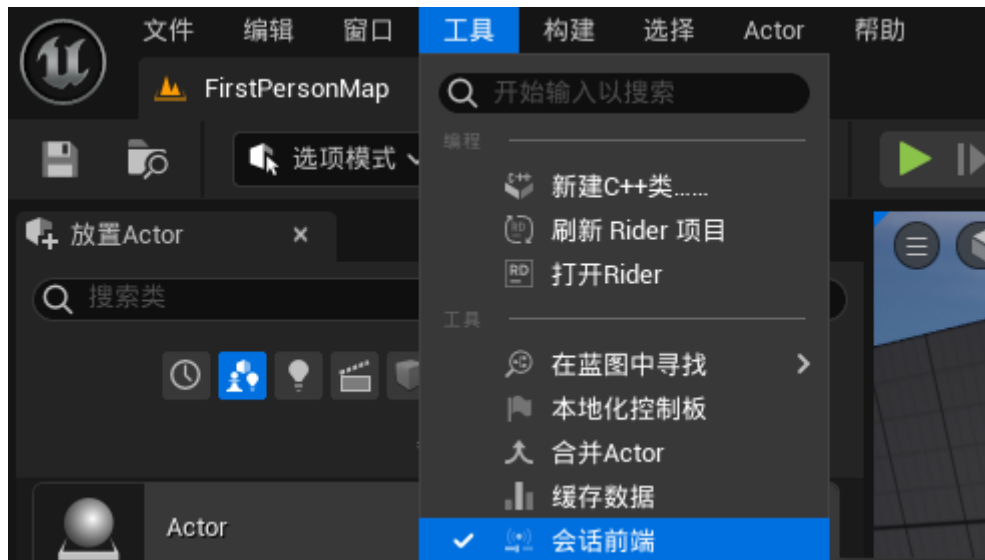 文件 编辑 窗口 工具 构建 选择 Actor 帮助
FirstPersonMap
开始输入以搜索
选项模式
编程
新建C++类......
放置Actor
刷新 Rider 项目
打开Rider
搜索类
工具
在蓝图中寻找
本地化控制板
合并Actor
缓存数据
Actor
会话前端